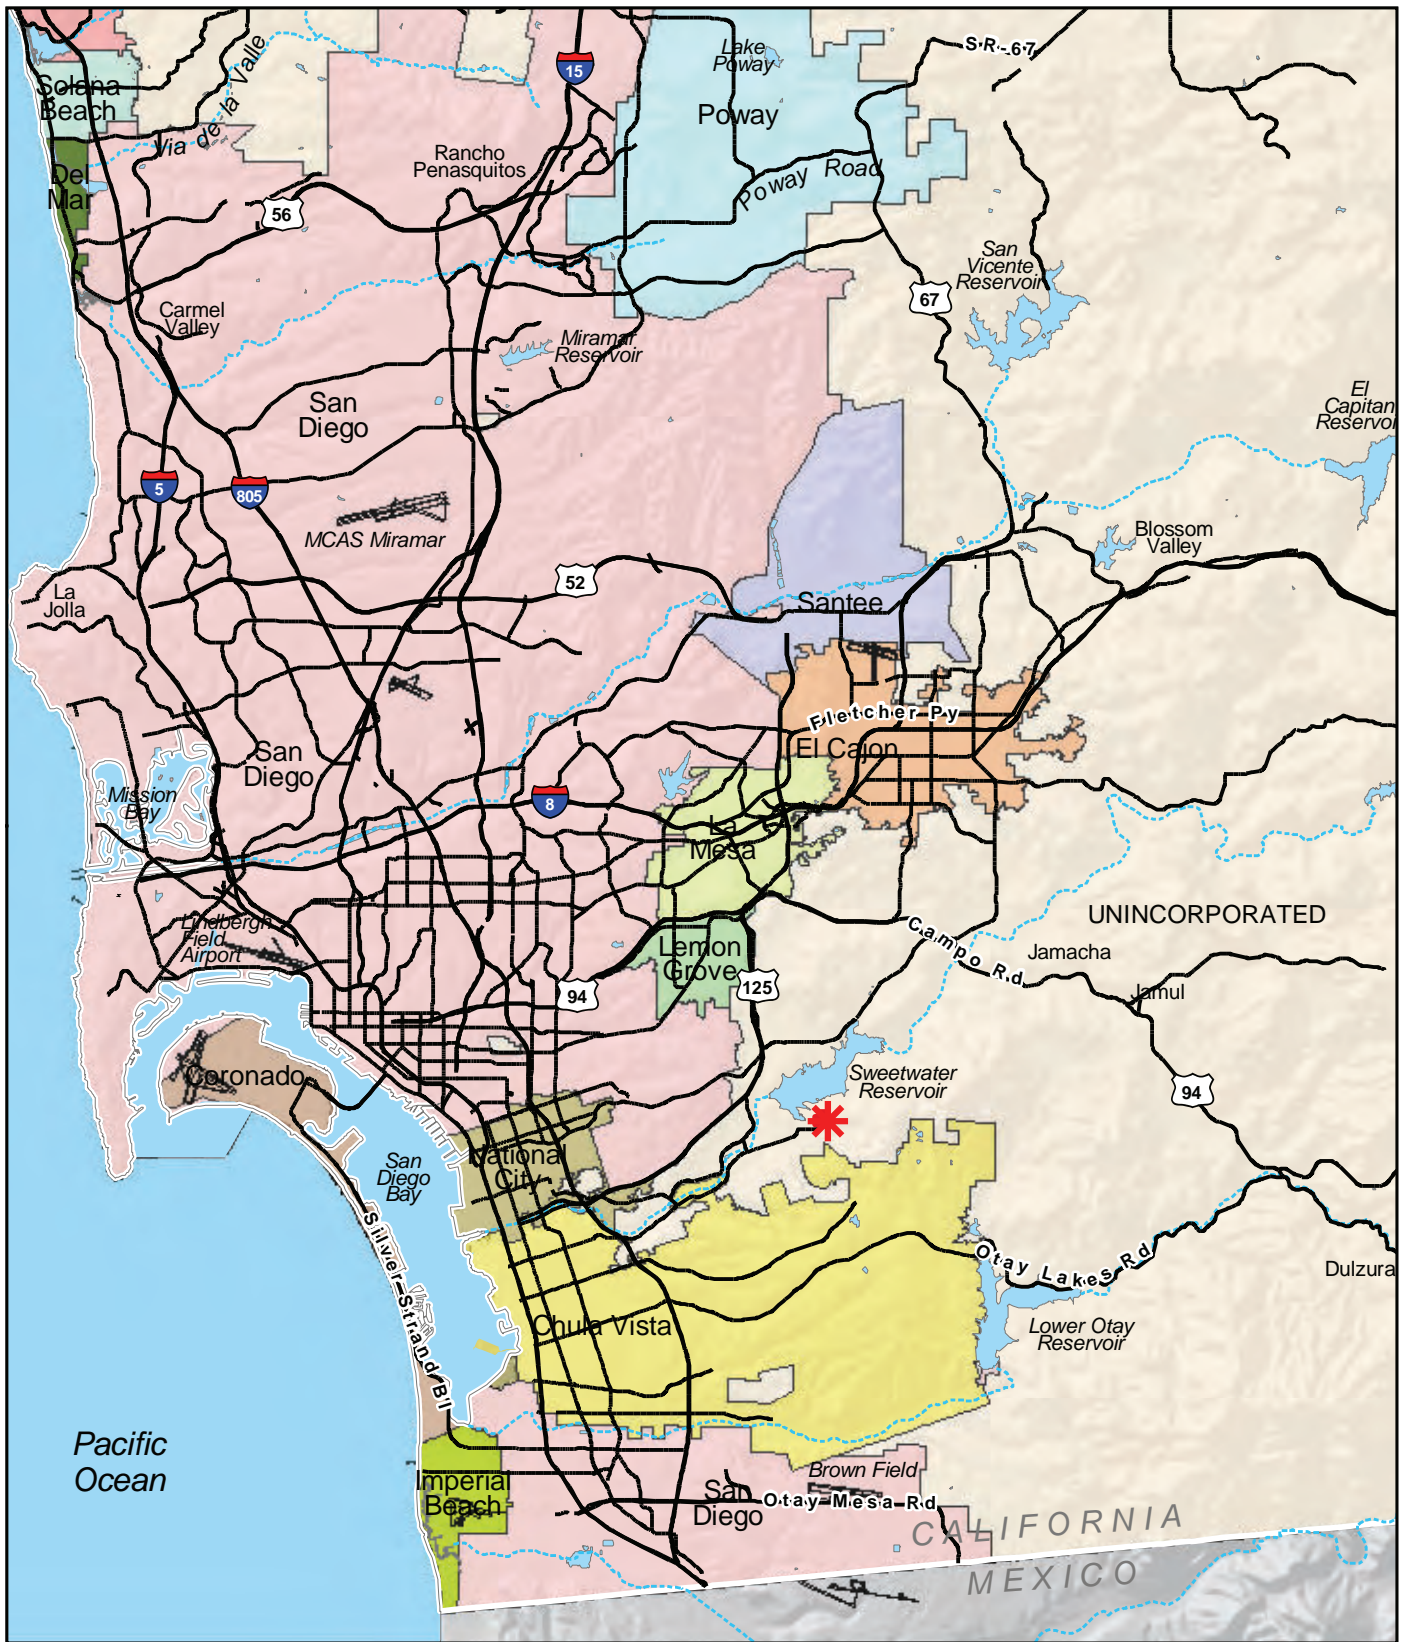 S R - 6 7
Lake
Poway
15
Solana
Beach
Poway
Via de la Valle
Rancho
Penasquitos
Del
Mar
Poway Road
56
San
Vicente
Reservoir
67
Carmel
Valley
Miramar
Reservoir
San
Diego
El
Capitan
Reservoi
5
805
MCAS Miramar
Blossom
Valley
52
La
Jolla
Santee
Fletcher Py
El Cajon
San
Diego
Mission
Bay
8
La
Mesa
UNINCORPORATED
Lindbergh
Field
Airport
Campo Rd
Lemon
Grove
Jamacha
125
94
Jamul
Coronado
Sweetwater
Reservoir
94
National
City
San
Diego
Bay
Silver Strand Bl
Otay Lakes Rd
Dulzura
Chula Vista
Lower Otay
Reservoir
Pacific
Ocean
Brown Field
Imperial
Beach
San
Diego
Otay Mesa Rd
CALIFORNIA
MEXICO